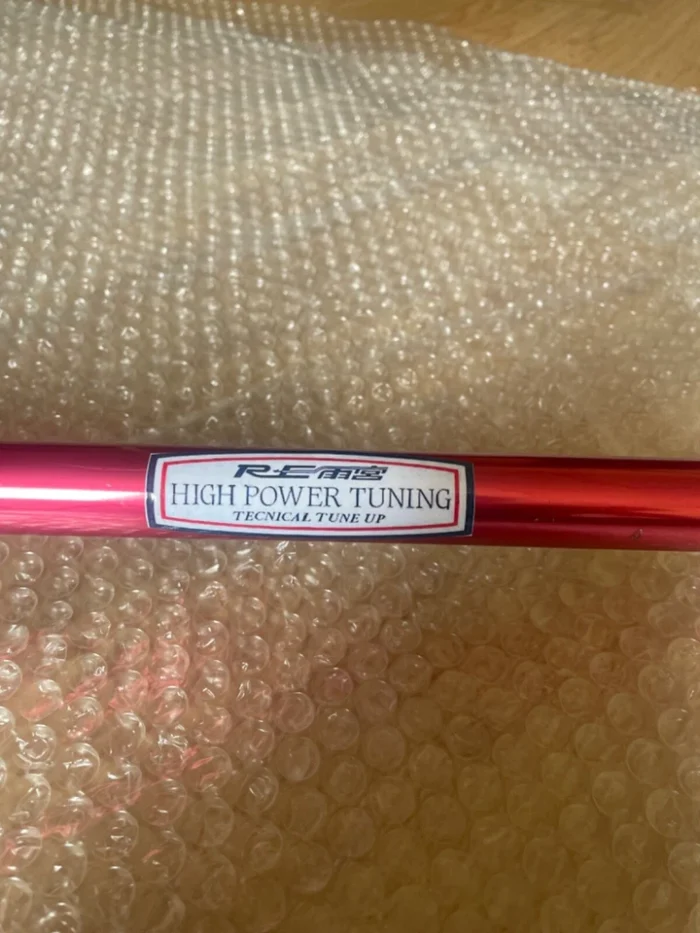 R·E雨宮
HIGH POWER TUNING
TECNICAL TUNE UP